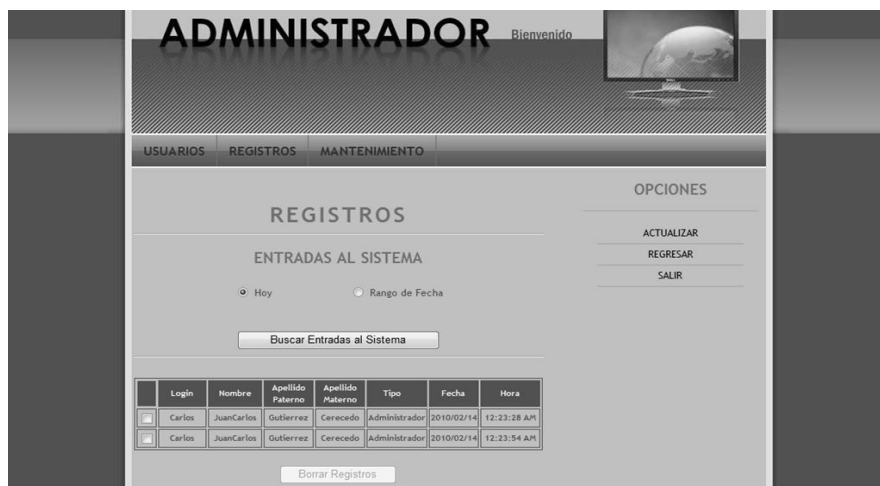 ADMINISTRADOR Bienvenido
USUARIOS REGISTROS MANTENIMIENTO
OPCIONES
ACTUALIZAR
REGRESAR
SALIR
REGISTROS
ENTRADAS AL SISTEMA
Hoy Rango de Fecha
Buscar Entradas al Sistema
Login Nombre Apellido Paterno Apellido Materno Tipo Fecha Hora
Carlos JuanCarlos Gutierrez Cerecedo Administrador 2010/02/14 12:23:28 AM
Carlos JuanCarlos Gutierrez Cerecedo Administrador 2010/02/14 12:23:54 AM
Borrar Registros